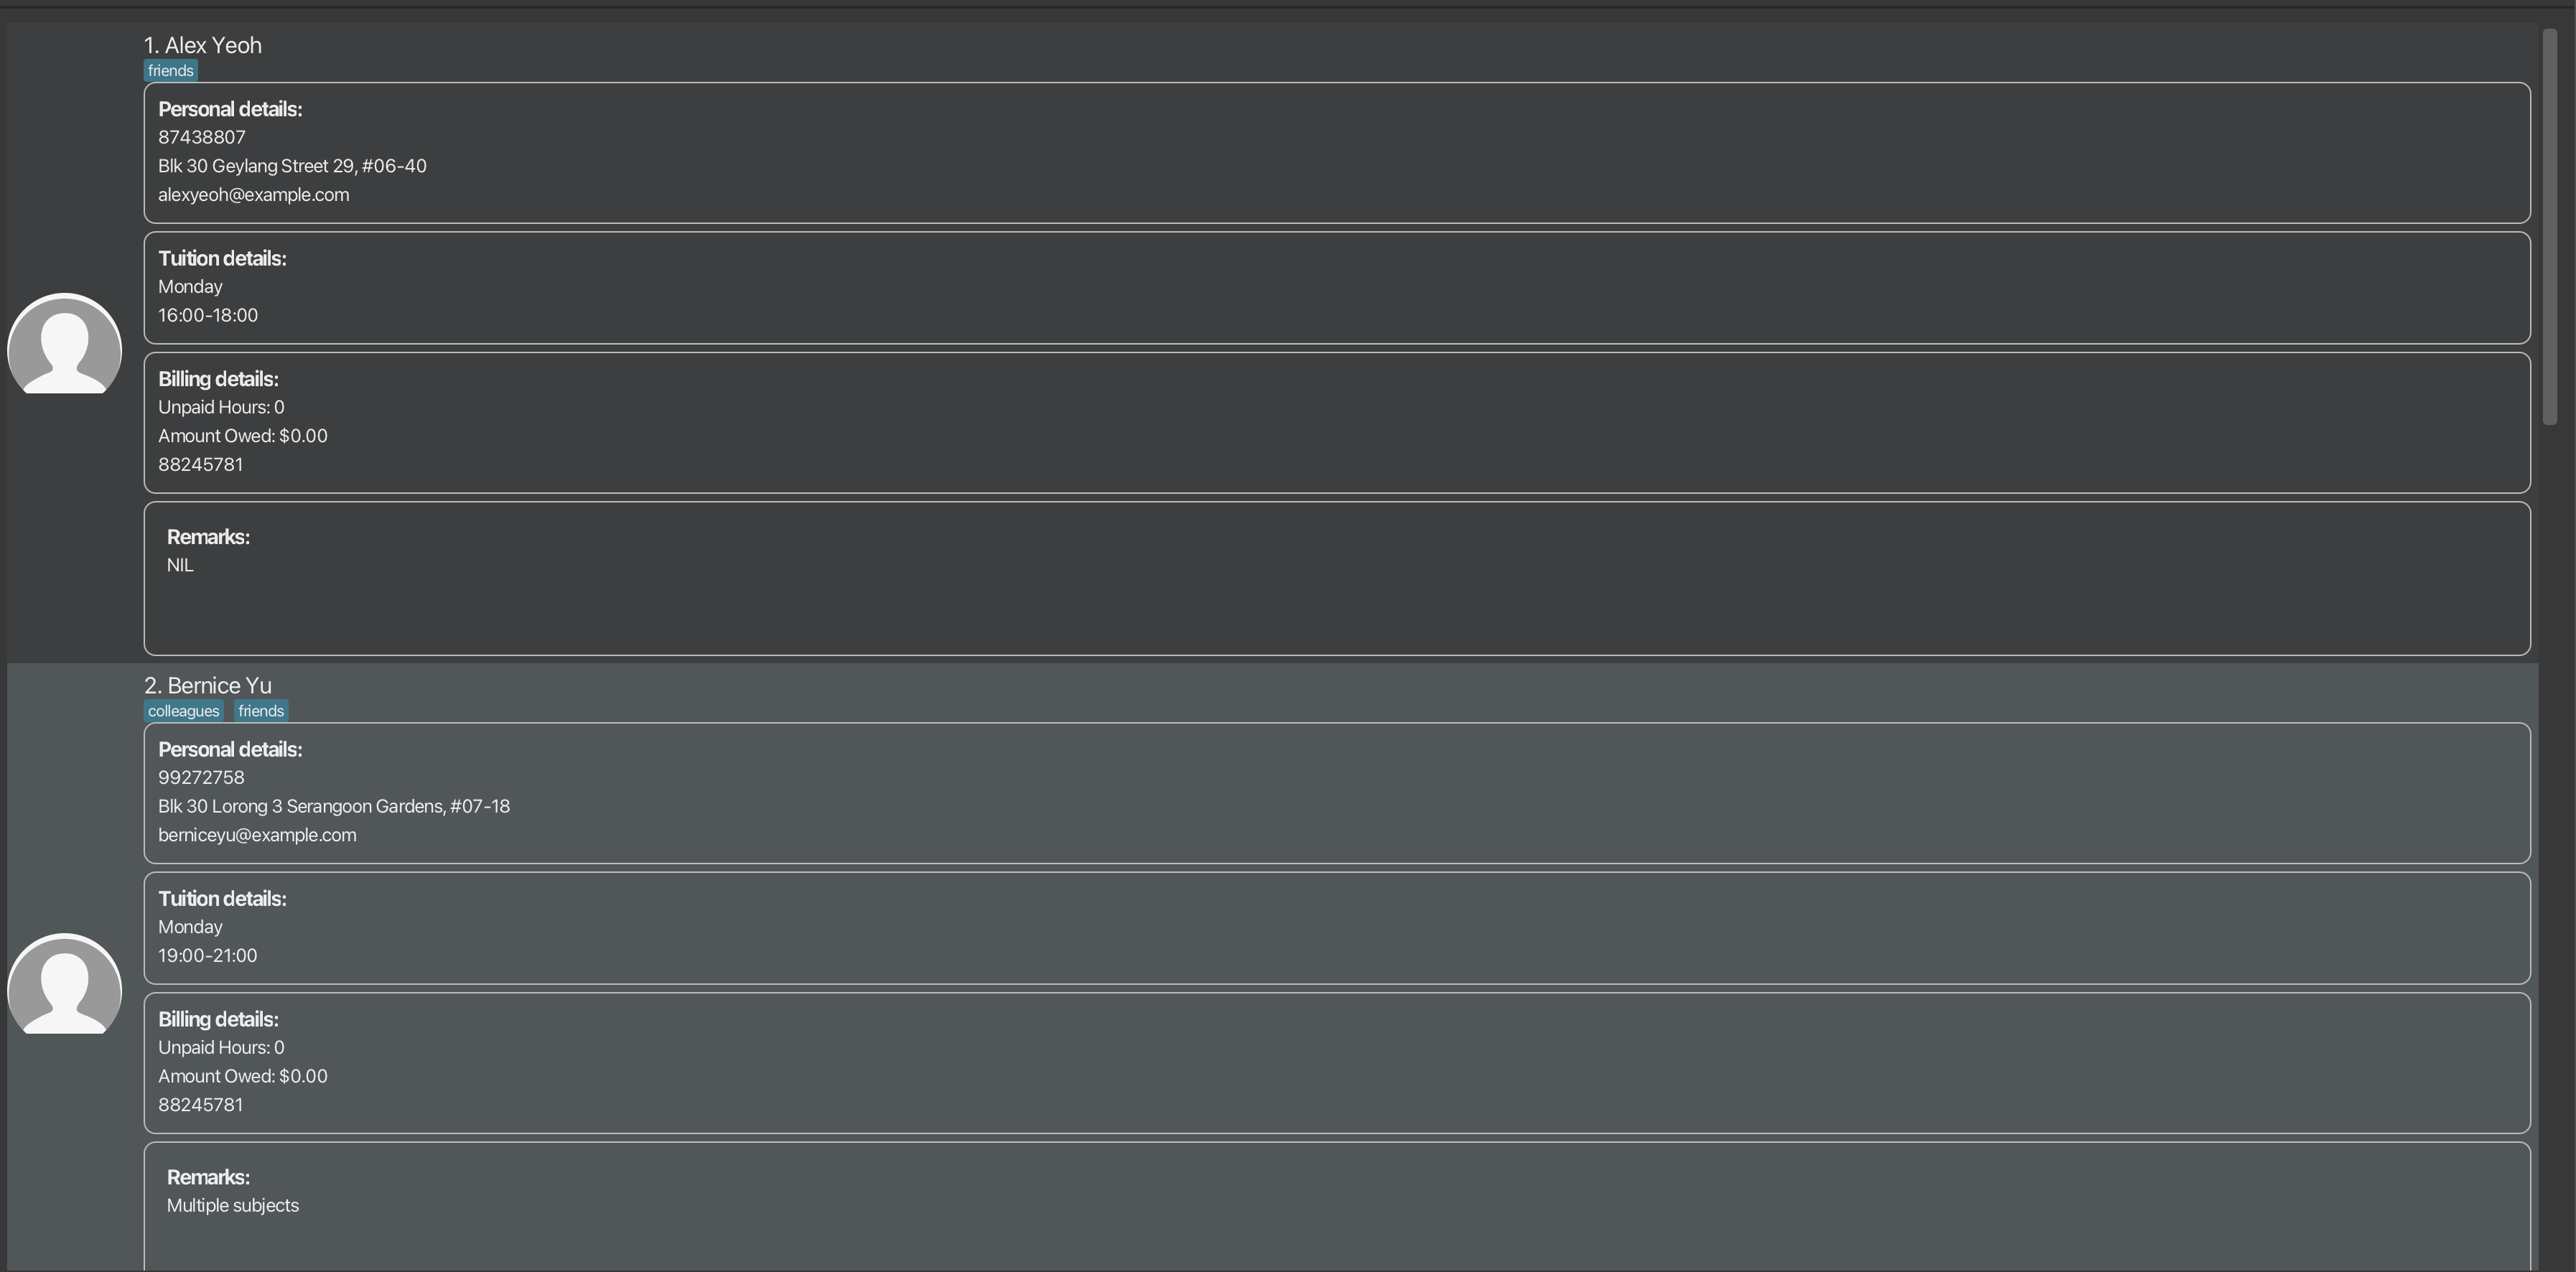 1. Alex Yeoh
friends
Personal details:
87438807
Blk 30 Geylang Street 29, #06-40
alexyeoh@example.com
Tuition details:
Monday
16:00-18:00
Billing details:
Unpaid Hours: 0
Amount Owed: $0.00
88245781
Remarks:
NIL
2. Bernice Yu
colleagues friends
Personal details:
99272758
Blk 30 Lorong 3 Serangoon Gardens, #07-18
berniceyu@example.com
Tuition details:
Monday
19:00-21:00
Billing details:
Unpaid Hours: 0
Amount Owed: $0.00
88245781
Remarks:
Multiple subjects